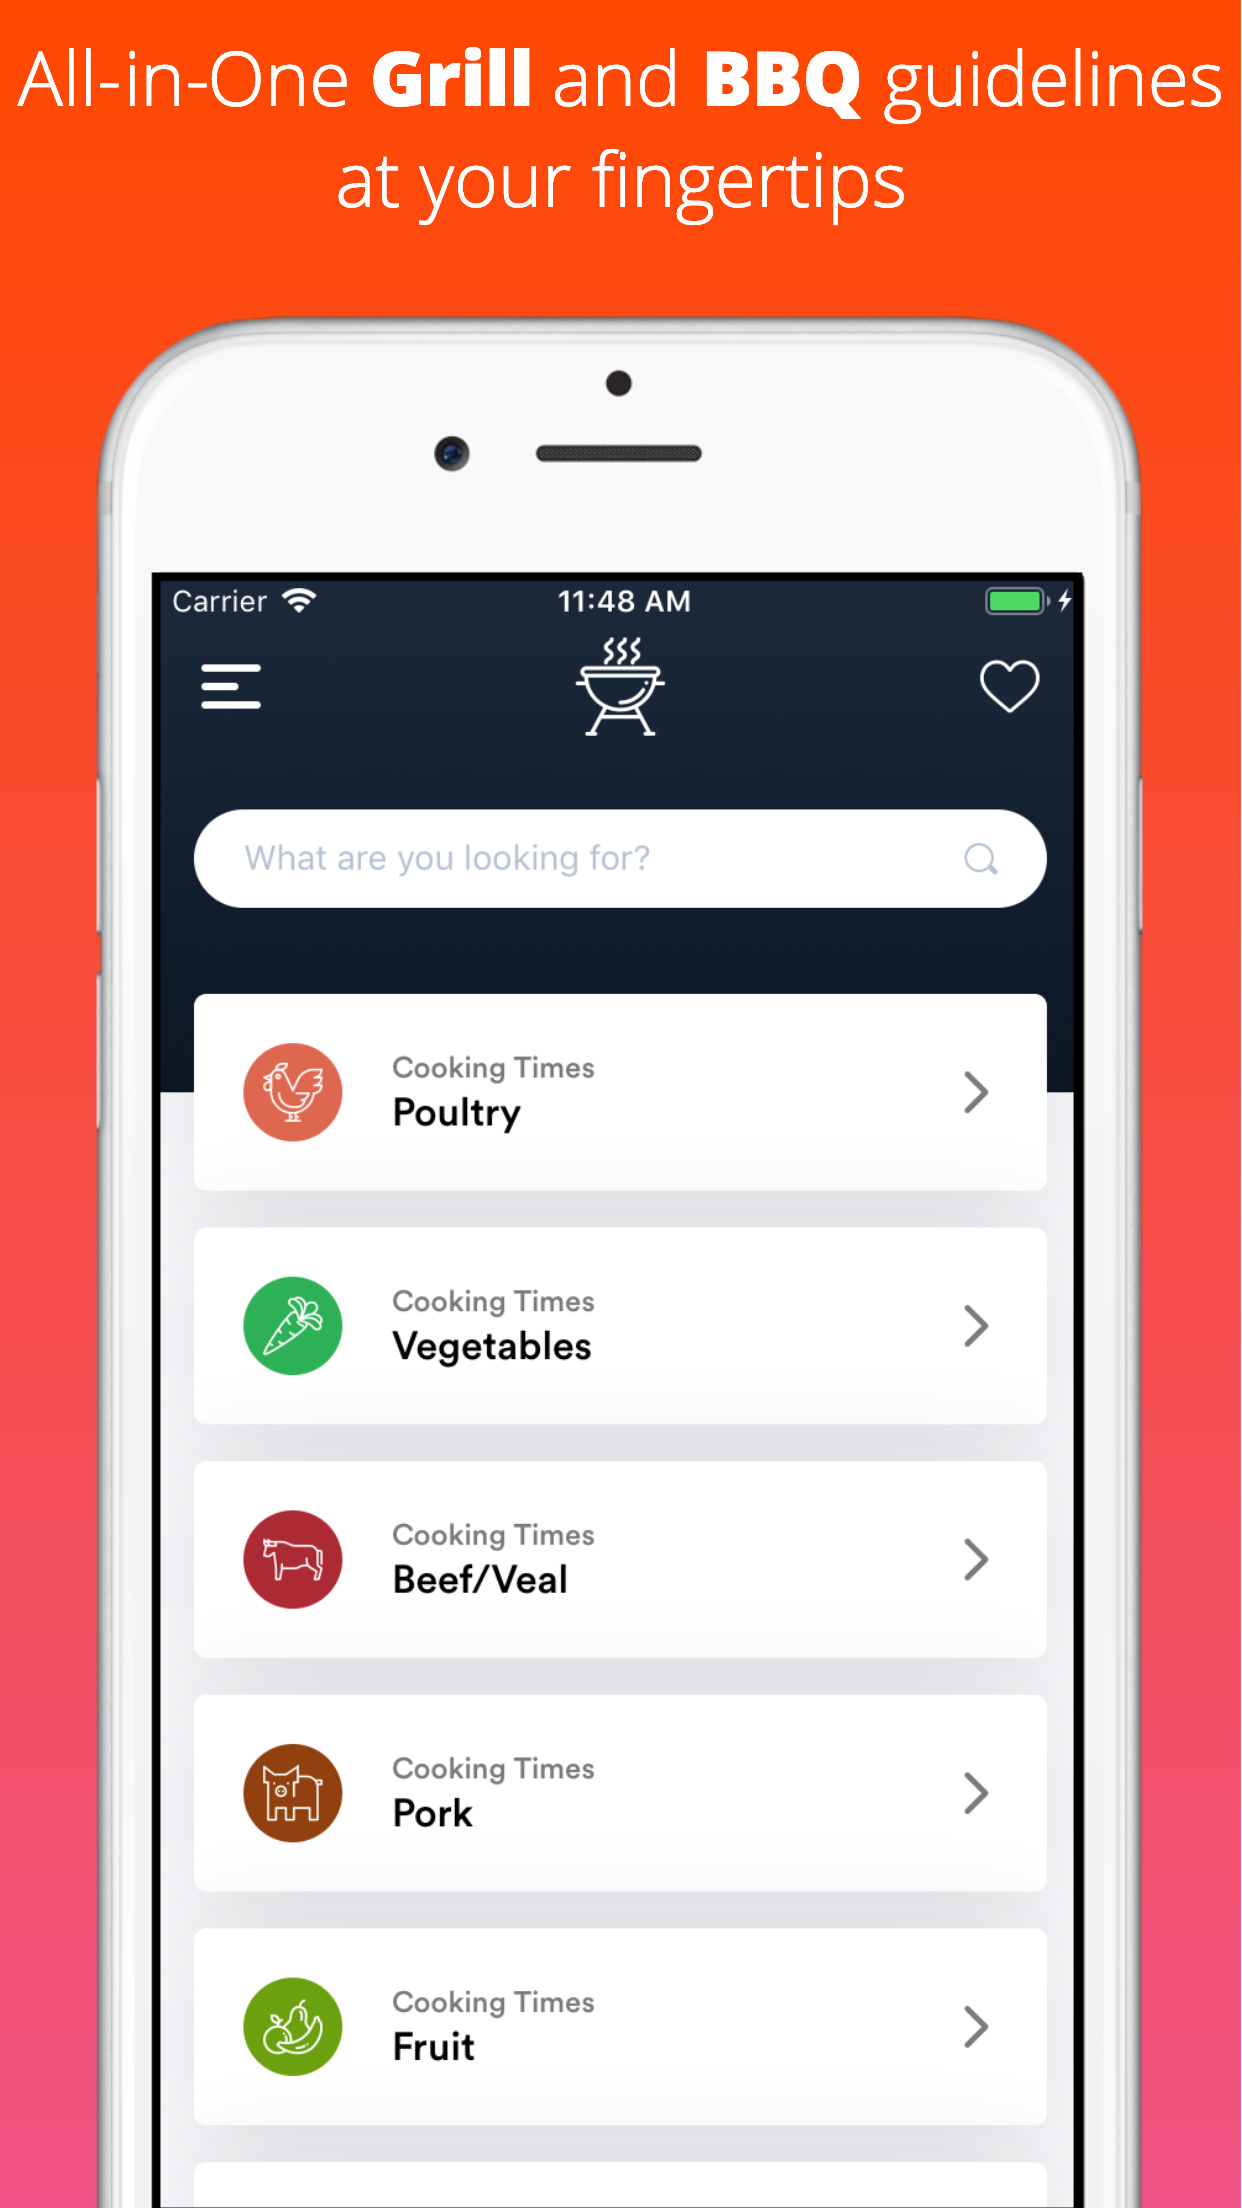 All-in-One Grill and BBQ guidelines
at your fingertips
Carrier 11:48 AM
What are you looking for?
Cooking Times
Poultry
Cooking Times
Vegetables
Cooking Times
Beef/Veal
Cooking Times
Pork
Cooking Times
Fruit